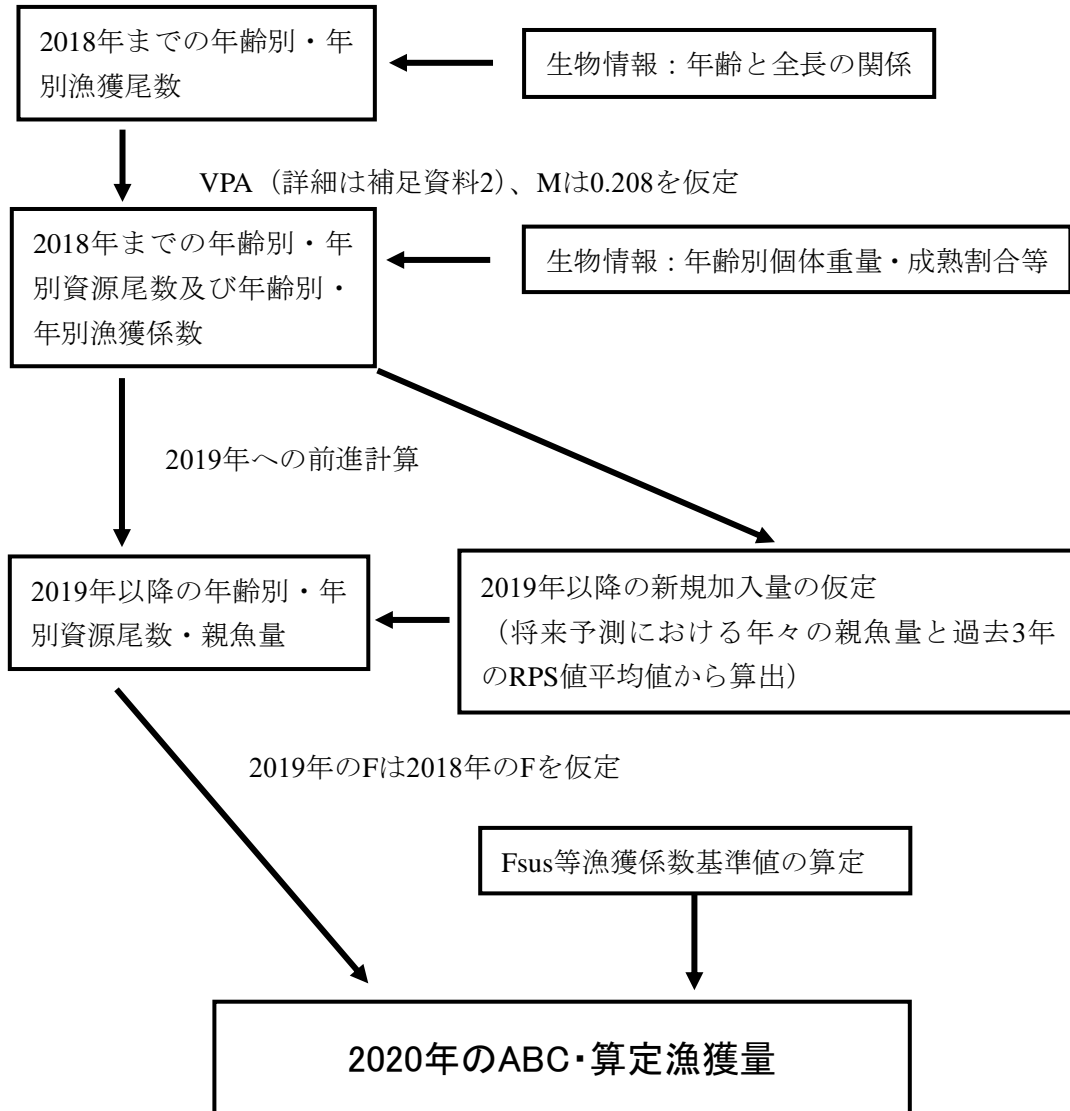 2018年までの年齢別・年
別漁獲尾数
生物情報：年齢と全長の関係
VPA（詳細は補足資料2）、Mは0.208を仮定
2018年までの年齢別・年
別資源尾数及び年齢別・
年別漁獲係数
生物情報：年齢別個体重量・成熟割合等
2019年への前進計算
2019年以降の年齢別・年
別資源尾数・親魚量
2019年以降の新規加入量の仮定
（将来予測における年々の親魚量と過去3年
のRPS値平均値から算出）
2019年のFは2018年のFを仮定
Fsus等漁獲係数基準値の算定
2020年のABC・算定漁獲量